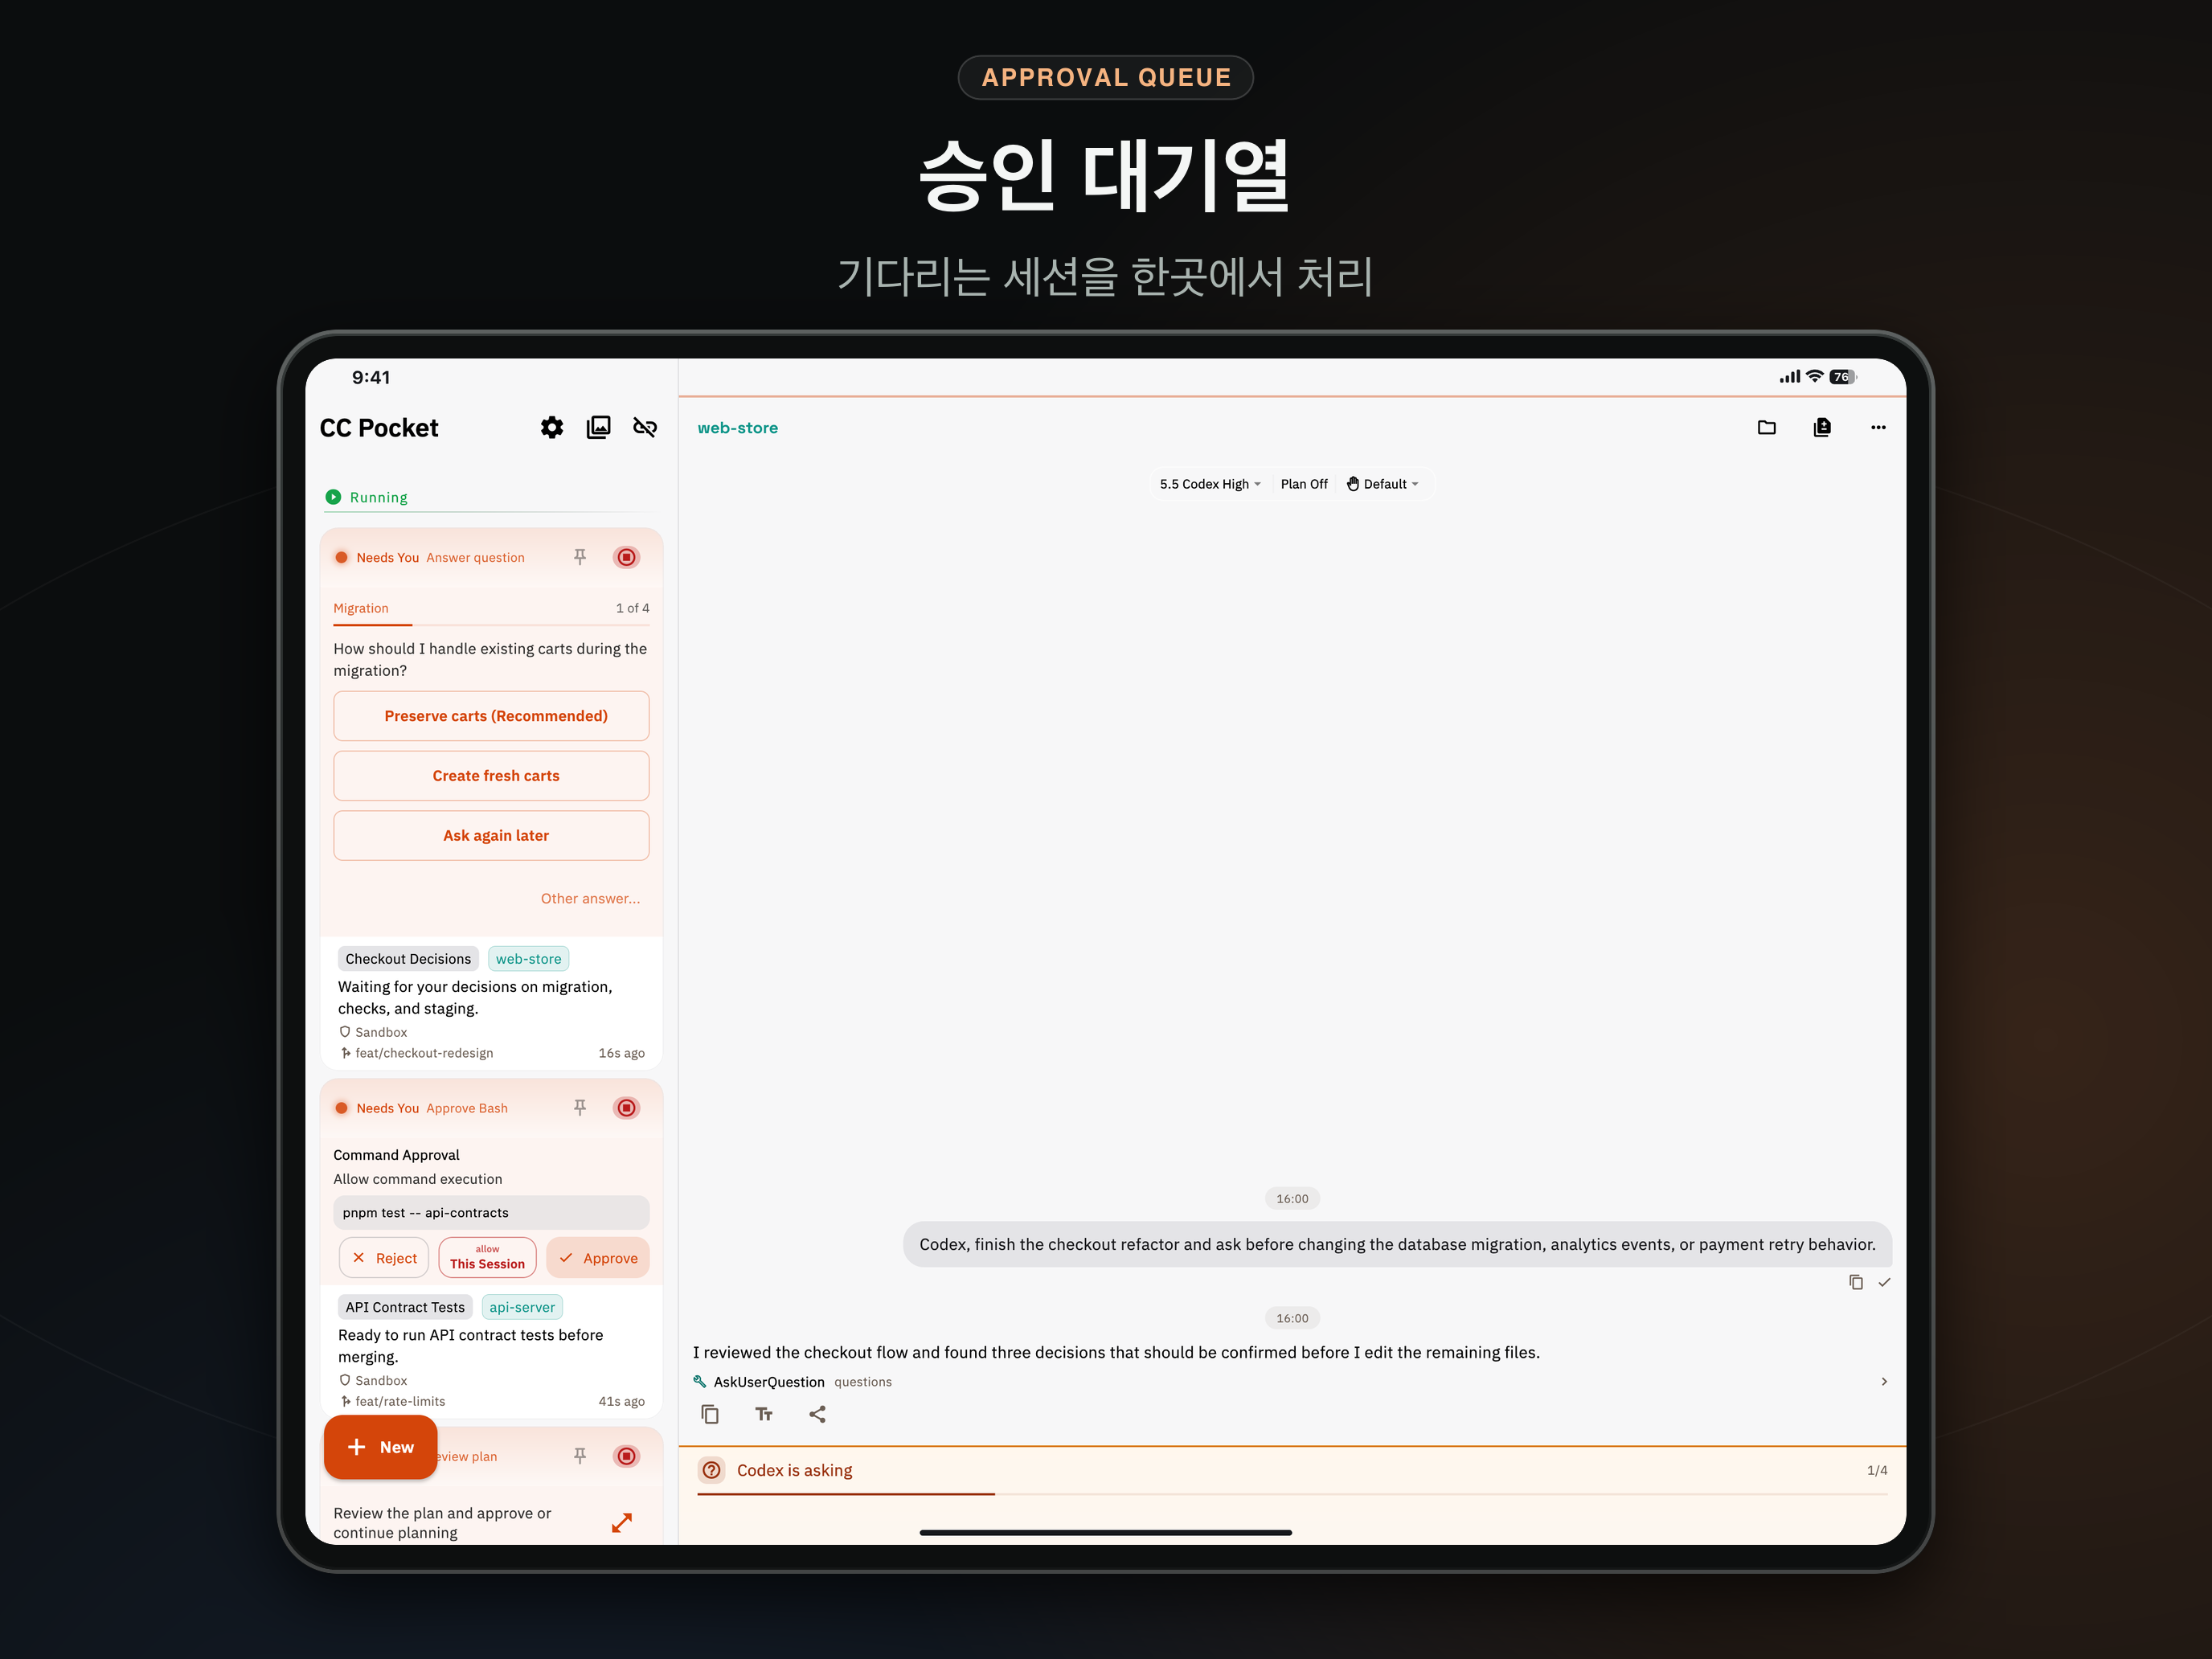 APPROVAL QUEUE
승인 대기열
기다리는 세션을 한곳에서 처리
9:41
76
CC Pocket
Running
Needs You Answer question
Migration 1 of 4
How should I handle existing carts during the
migration?
Preserve carts (Recommended)
Create fresh carts
Ask again later
Other answer...
Checkout Decisions web-store
Waiting for your decisions on migration,
checks, and staging.
Sandbox
feat/checkout-redesign 16s ago
Needs You Approve Bash
Command Approval
Allow command execution
pnpm test -- api-contracts
Reject
allow
This Session
Approve
API Contract Tests api-server
Ready to run API contract tests before
merging.
Sandbox
feat/rate-limits 41s ago
New
eview plan
Review the plan and approve or
continue planning
web-store
5.5 Codex High Plan Off Default
16:00
Codex, finish the checkout refactor and ask before changing the database migration, analytics events, or payment retry behavior.
16:00
I reviewed the checkout flow and found three decisions that should be confirmed before I edit the remaining files.
AskUserQuestion questions
Codex is asking 1/4